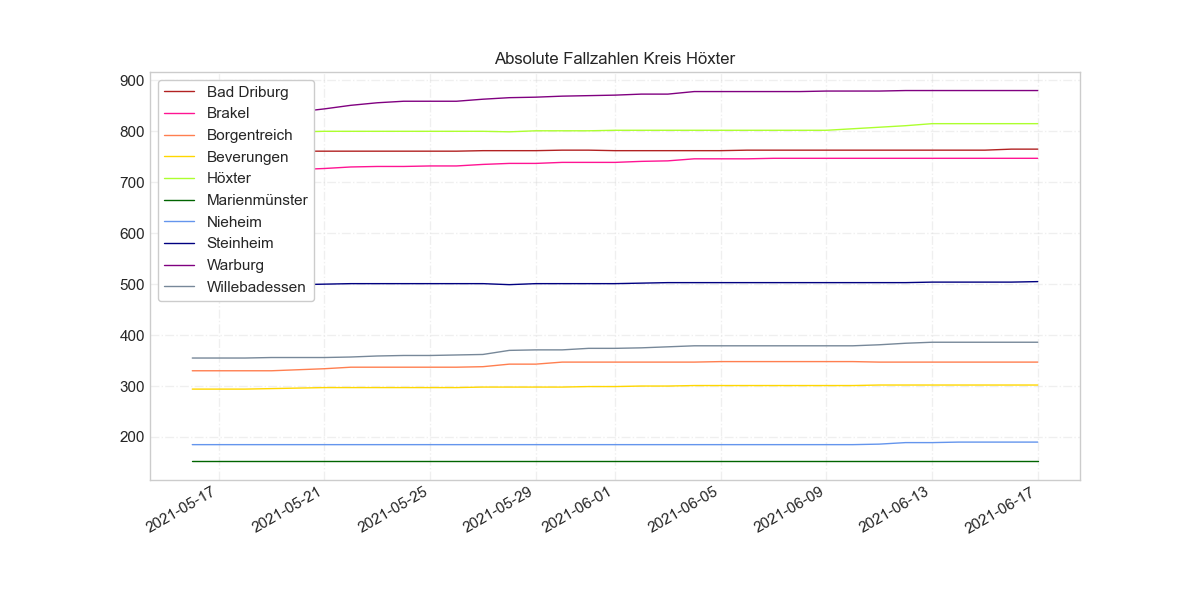 Absolute Fallzahlen Kreis Höxter
900
800
700
600
500
400
300
200
Bad Driburg
Brakel
Borgentreich
Beverungen
Höxter
Marienmünster
Nieheim
Steinheim
Warburg
Willebadessen
2021-05-17
2021-05-21
2021-05-25
2021-05-29
2021-06-01
2021-06-05
2021-06-09
2021-06-13
2021-06-17